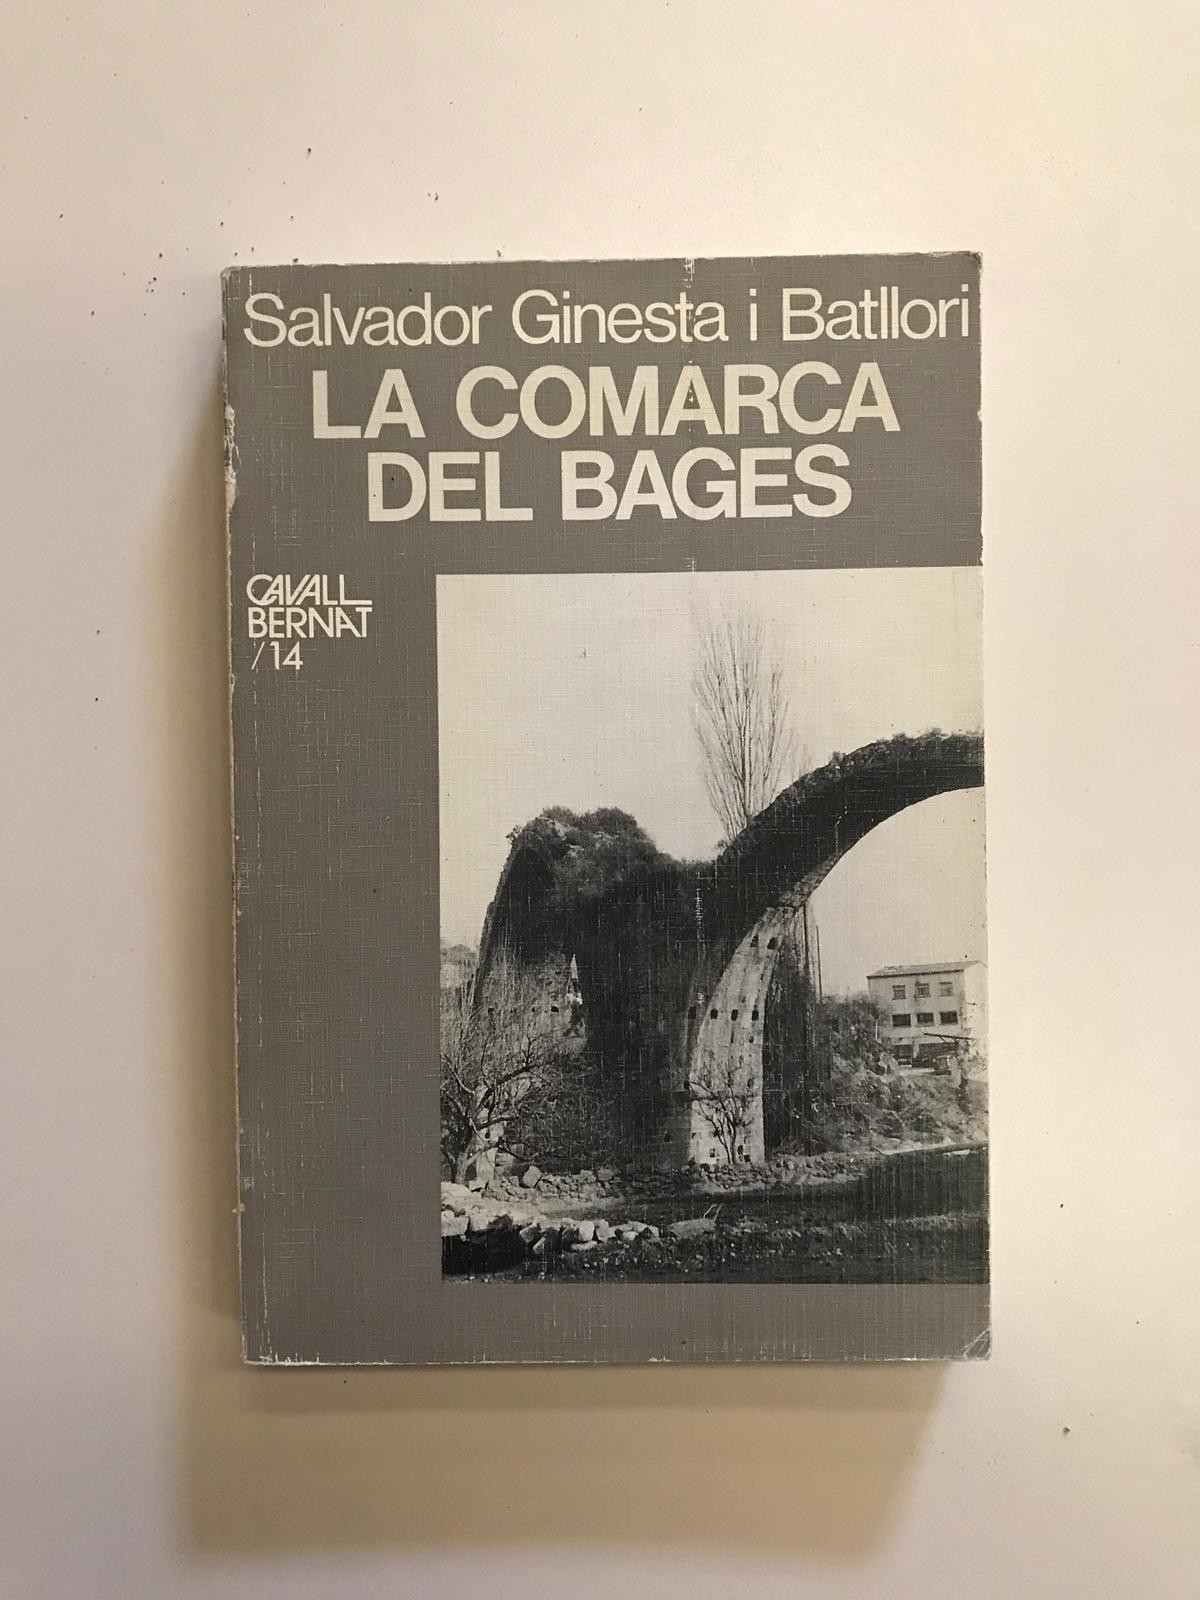 Salvador Ginesta i Batllori
LA COMARCA
DEL BAGES
CAVALL
BERNAT
/14